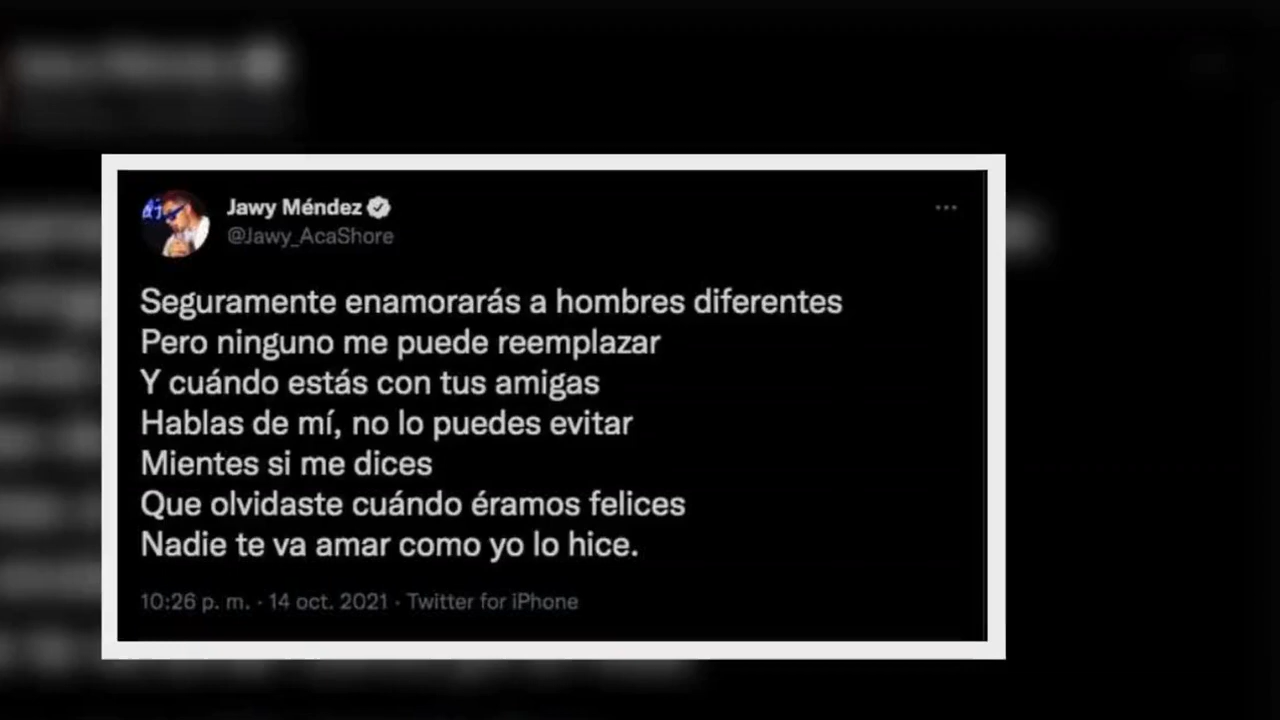 Jawy Méndez
@Jawy_AcaShore
Seguramente enamorarás a hombres diferentes
Pero ninguno me puede reemplazar
Y cuándo estás con tus amigas
Hablas de mí, no lo puedes evitar
Mientes si me dices
Que olvidaste cuándo éramos felices
Nadie te va amar como yo lo hice.
10:26 p. m. · 14 oct. 2021 · Twitter for iPhone